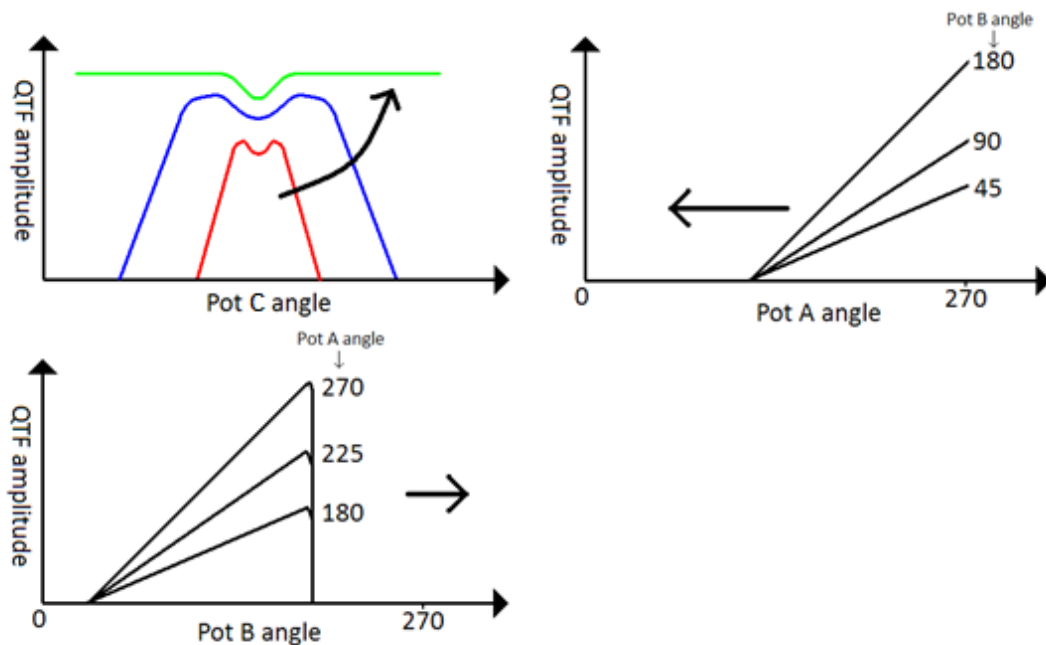 QTF amplitude
Pot C angle
Pot B angle
↓
180
90
45
QTF amplitude
0
270
Pot A angle
Pot A angle
↓
270
225
180
QTF amplitude
0
270
Pot B angle